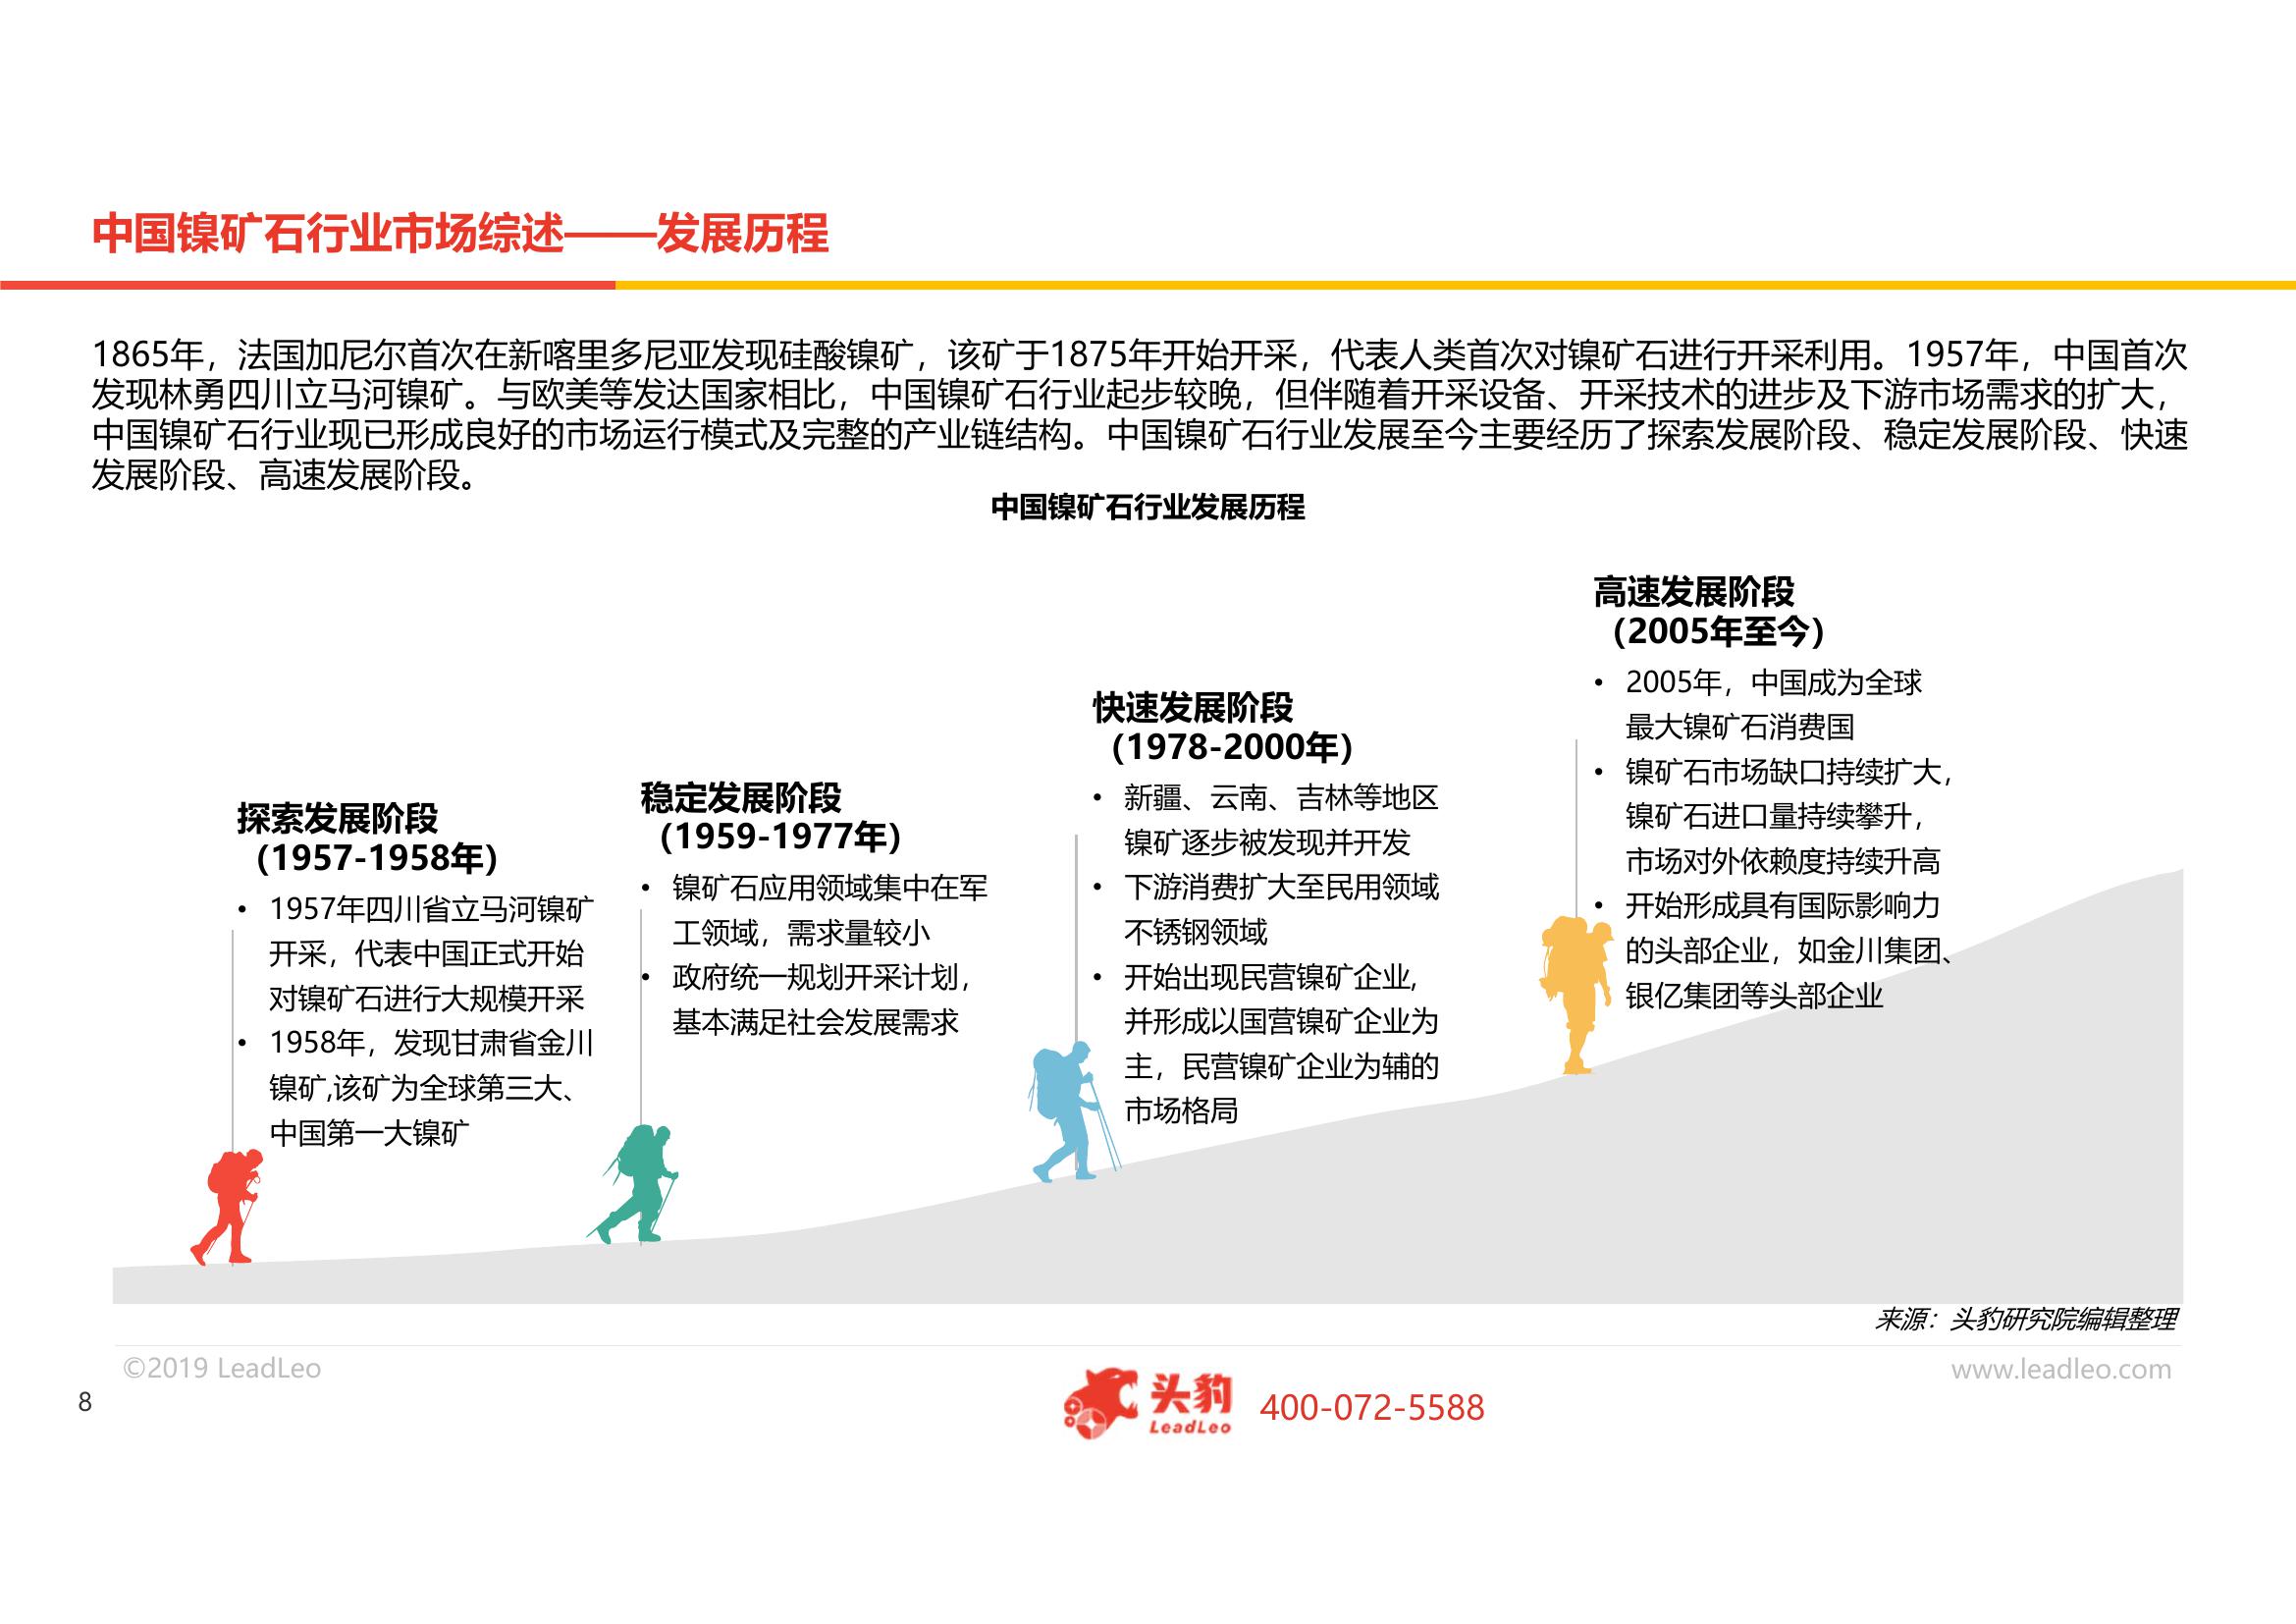 中国镍矿石行业市场综述——发展历程
1865年，法国加尼尔首次在新喀里多尼亚发现硅酸镍矿，该矿于1875年开始开采，代表人类首次对镍矿石进行开采利用。1957年，中国首次
发现林勇四川立马河镍矿。与欧美等发达国家相比，中国镍矿石行业起步较晚，但伴随着开采设备、开采技术的进步及下游市场需求的扩大，
中国镍矿石行业现已形成良好的市场运行模式及完整的产业链结构。中国镍矿石行业发展至今主要经历了探索发展阶段、稳定发展阶段、快速
发展阶段、高速发展阶段。
中国镍矿石行业发展历程
探索发展阶段
（1957-1958年）
• 1957年四川省立马河镍矿
开采，代表中国正式开始
对镍矿石进行大规模开采
• 1958年，发现甘肃省金川
镍矿,该矿为全球第三大、
中国第一大镍矿
稳定发展阶段
（1959-1977年）
• 镍矿石应用领域集中在军
工领域，需求量较小
• 政府统一规划开采计划，
基本满足社会发展需求
快速发展阶段
（1978-2000年）
• 新疆、云南、吉林等地区
镍矿逐步被发现并开发
• 下游消费扩大至民用领域
不锈钢领域
• 开始出现民营镍矿企业,
并形成以国营镍矿企业为
主，民营镍矿企业为辅的
市场格局
高速发展阶段
（2005年至今）
• 2005年，中国成为全球
最大镍矿石消费国
• 镍矿石市场缺口持续扩大，
镍矿石进口量持续攀升，
市场对外依赖度持续升高
• 开始形成具有国际影响力
的头部企业，如金川集团、
银亿集团等头部企业
来源：头豹研究院编辑整理
©2019 LeadLeo
www.leadleo.com
8
头豹
LeadLeo
400-072-5588